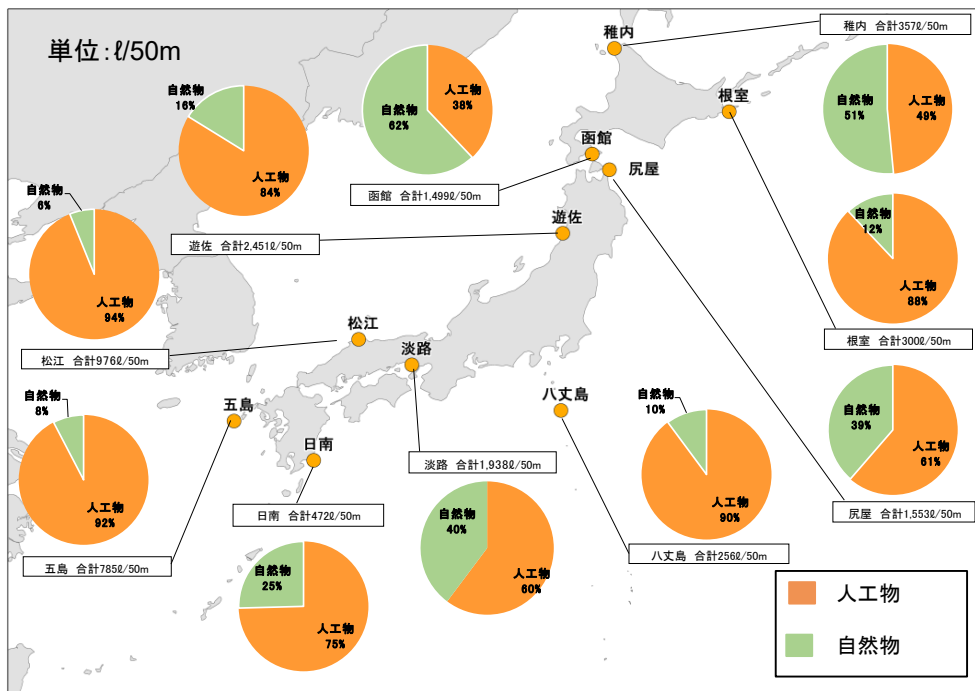 単位：ℓ/50m
稚内
稚内 合計357ℓ/50m
自然物
51%
人工物
49%
根室
自然物
12%
人工物
88%
根室 合計300ℓ/50m
函館
自然物
62%
人工物
38%
函館 合計1,499ℓ/50m
尻屋
自然物
39%
人工物
61%
尻屋 合計1,553ℓ/50m
遊佐
自然物
16%
人工物
84%
遊佐 合計2,451ℓ/50m
松江
自然物
6%
人工物
94%
松江 合計976ℓ/50m
淡路
淡路 合計1,938ℓ/50m
自然物
40%
人工物
60%
八丈島
自然物
10%
人工物
90%
八丈島 合計256ℓ/50m
五島
自然物
8%
人工物
92%
五島 合計785ℓ/50m
日南
日南 合計472ℓ/50m
自然物
25%
人工物
75%
人工物
自然物